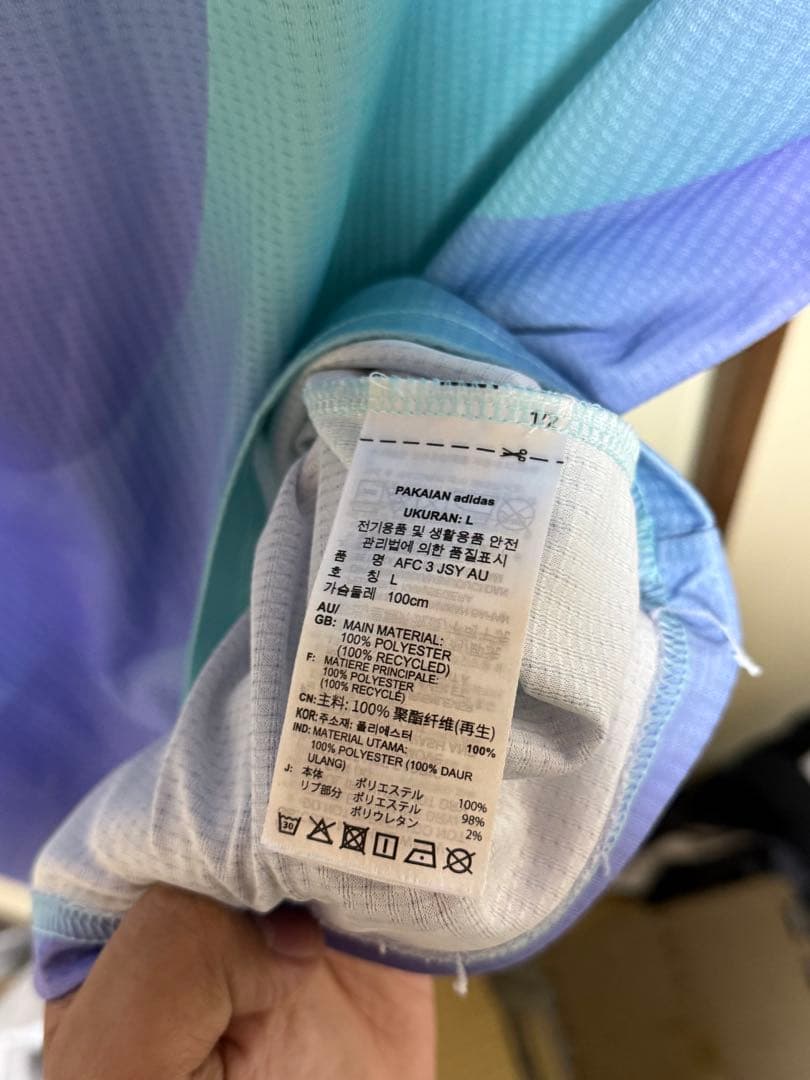 1/2
PAKAIAN adidas
UKURAN: L
전기용품 및 생활용품 안전
관리법에 의한 품질표시
품 명 AFC 3 JSY AU
호 칭 L
가슴둘레 100cm
AU/
GB: MAIN MATERIAL:
100% POLYESTER
(100% RECYCLED)
F: MATIERE PRINCIPALE:
100% POLYESTER
(100% RECYCLE)
CN: 主料: 100% 聚酯纤维(再生)
KOR: 주소재: 폴리에스터 100%
IND: MATERIAL UTAMA:
100% POLYESTER (100% DAUR
ULANG)
J: 本体 ポリエステル 100%
リブ部分 ポリエステル 98%
ポリウレタン 2%
30